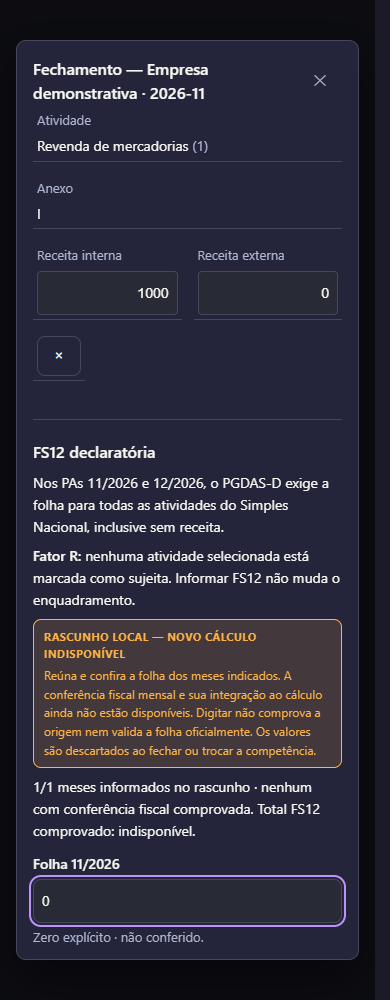 Fechamento — Empresa
demonstrativa · 2026-11
×
Atividade
Revenda de mercadorias (1)
Anexo
I
Receita interna
Receita externa
1000
0
×
FS12 declaratória
Nos PAs 11/2026 e 12/2026, o PGDAS-D exige a
folha para todas as atividades do Simples
Nacional, inclusive sem receita.
Fator R: nenhuma atividade selecionada está
marcada como sujeita. Informar FS12 não muda o
enquadramento.
RASCUNHO LOCAL — NOVO CÁLCULO
INDISPONÍVEL
Reúna e confira a folha dos meses indicados. A
conferência fiscal mensal e sua integração ao cálculo
ainda não estão disponíveis. Digitar não comprova a
origem nem valida a folha oficialmente. Os valores
são descartados ao fechar ou trocar a competência.
1/1 meses informados no rascunho · nenhum
com conferência fiscal comprovada. Total FS12
comprovado: indisponível.
Folha 11/2026
0
Zero explícito · não conferido.